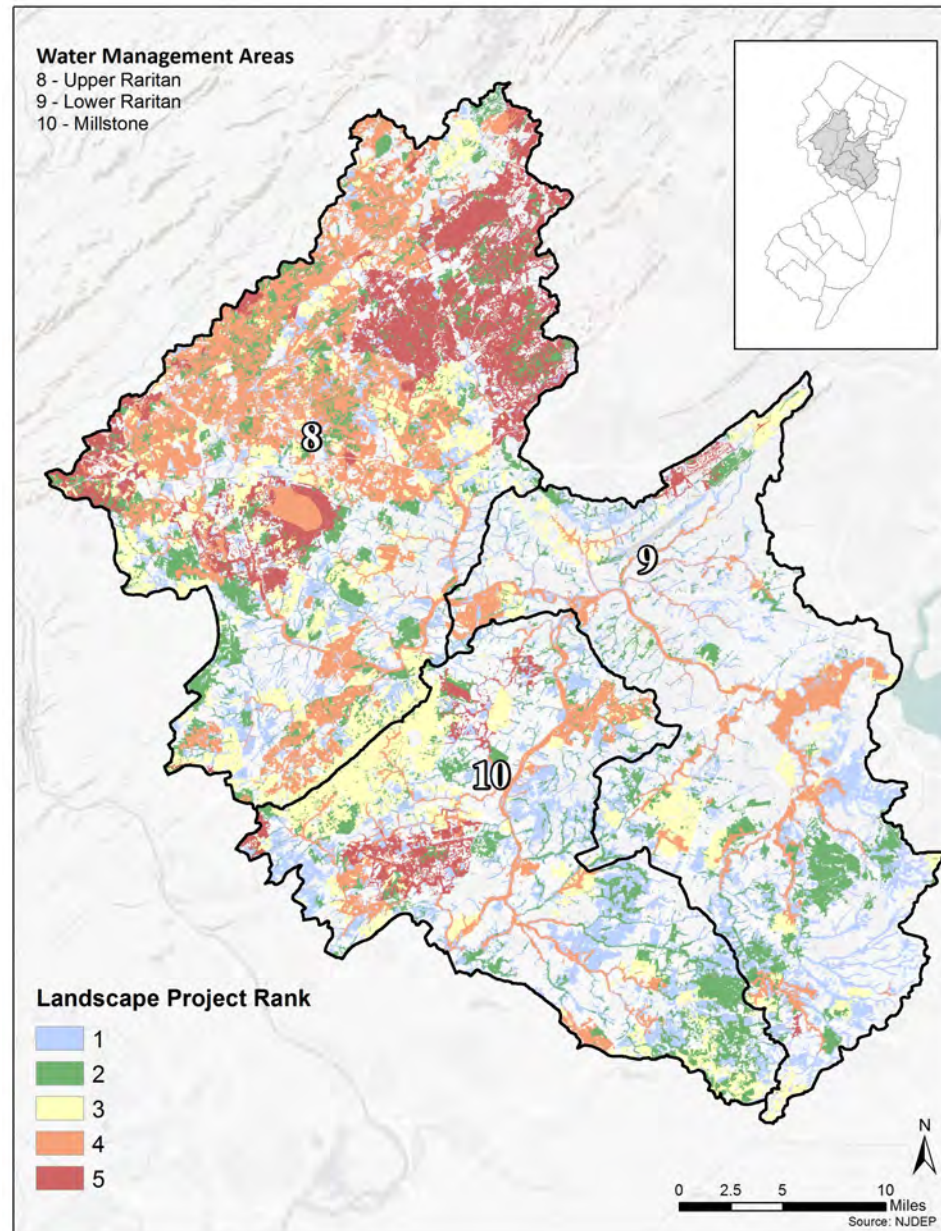 Water Management Areas
8 - Upper Raritan
9 - Lower Raritan
10 - Millstone
8
9
10
Landscape Project Rank
1
2
3
4
5
N
0 2.5 5 10
Miles
Source: NJDEP